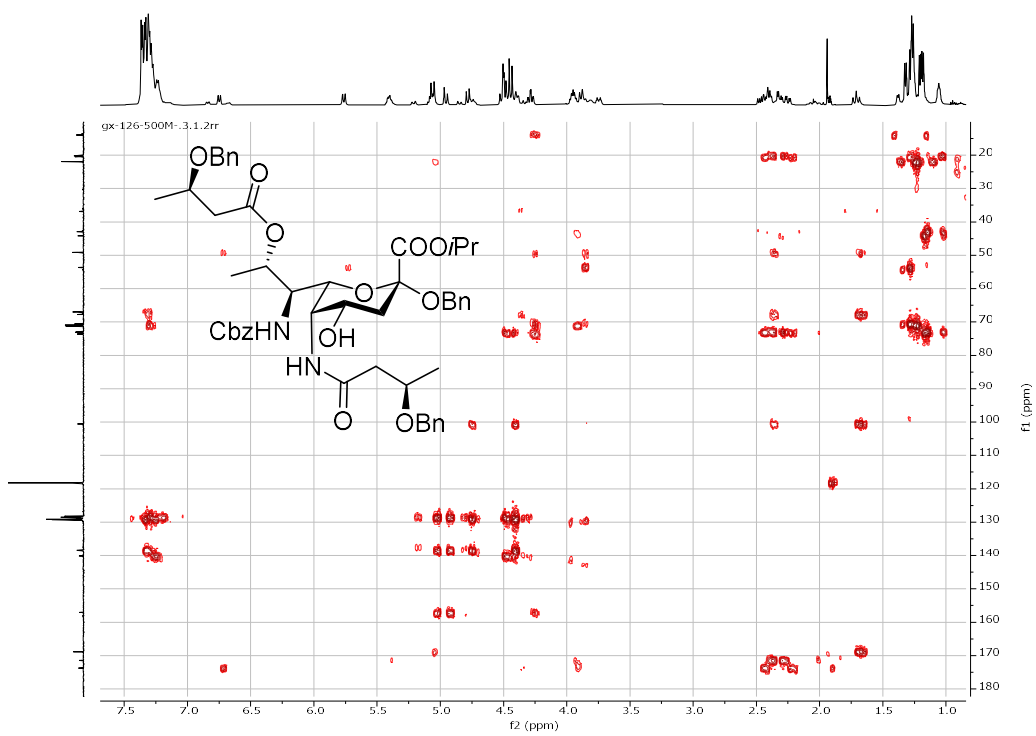 gx-126-500M-.3.1.2rr
OBn
O
O
COOiPr
O
OBn
CbzHN
OH
HN
O
OBn
20
30
40
50
60
70
80
90
100
110
120
130
140
150
160
170
180
f1 (ppm)
7.5 7.0 6.5 6.0 5.5 5.0 4.5 4.0 3.5 3.0 2.5 2.0 1.5 1.0
f2 (ppm)